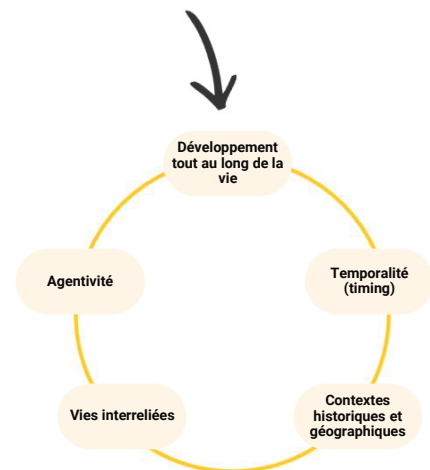 Développement
tout au long de la
vie
Temporalité
(timing)
Contextes
historiques et
géographiques
Vies interreliées
Agentivité